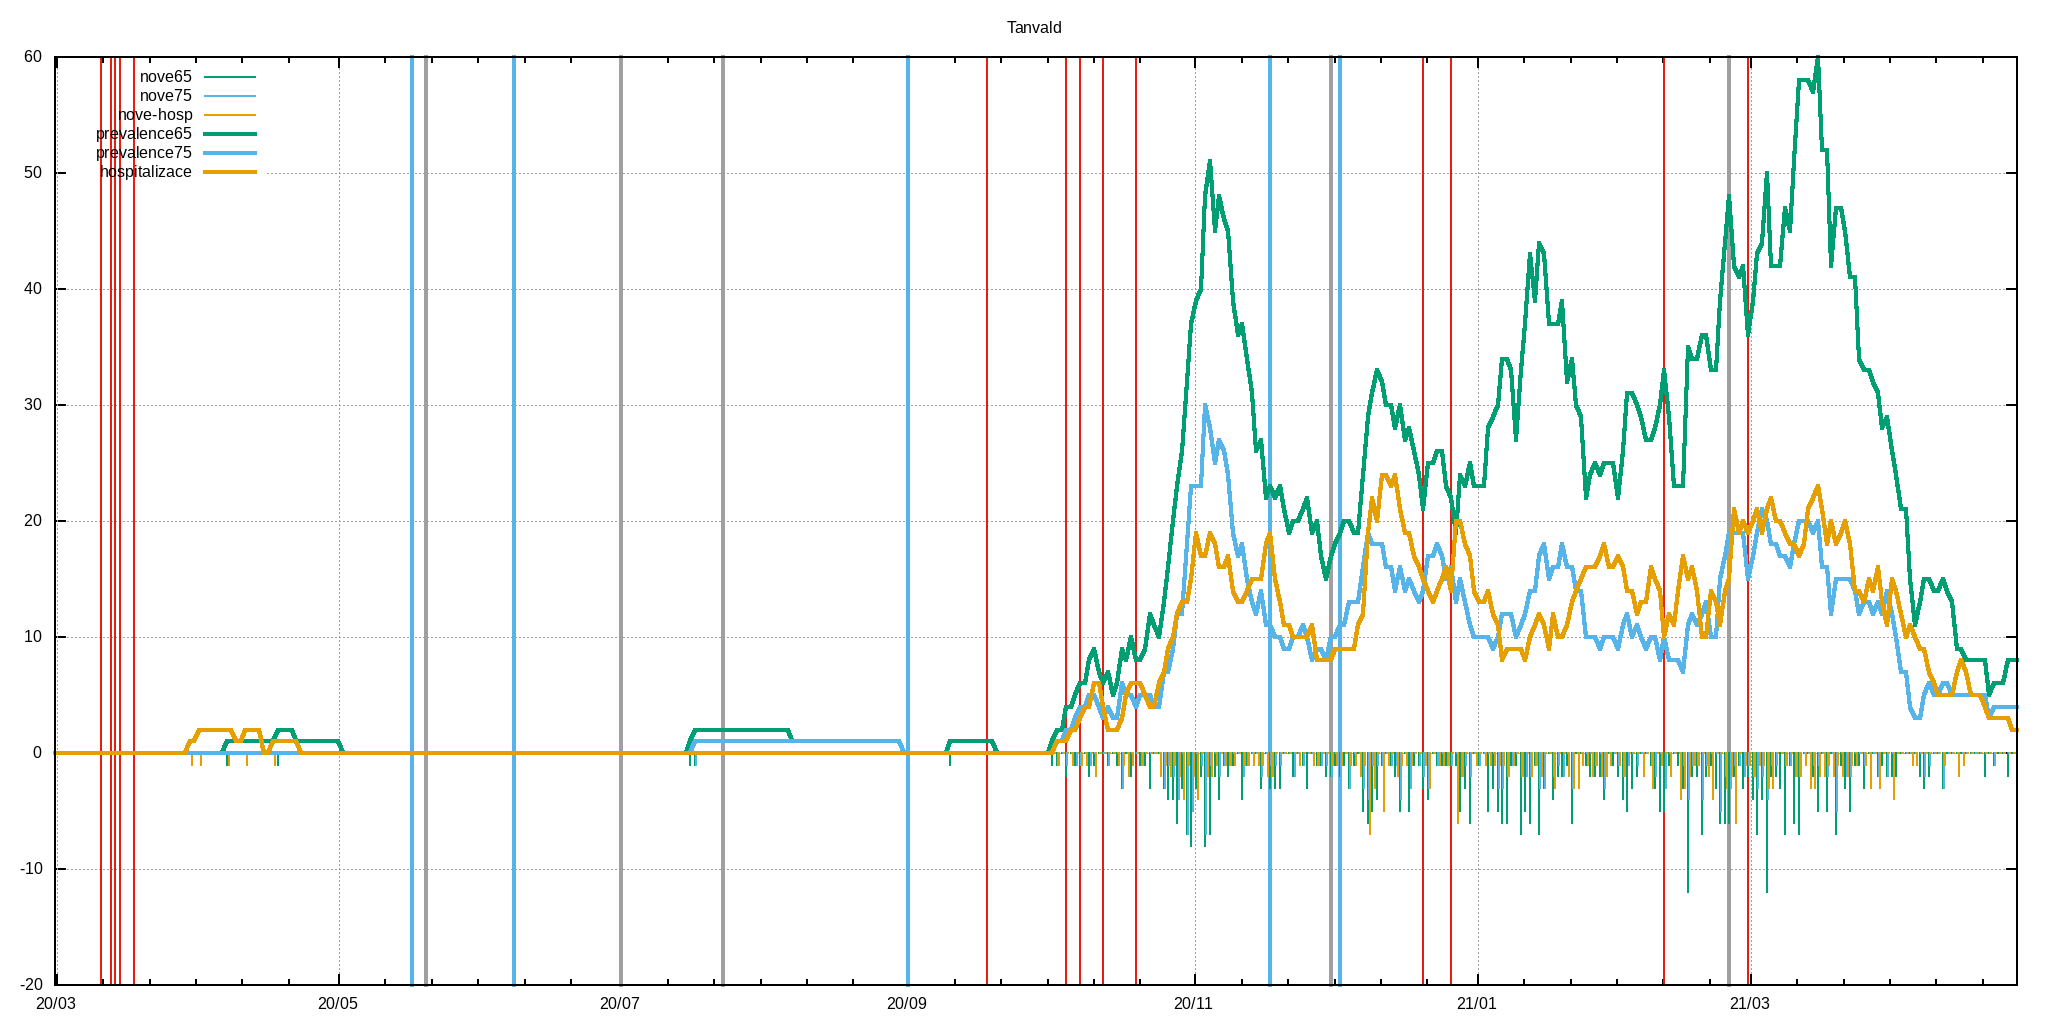 Tanvald
60
nove65
nove75
nove-hosp
prevalence65
prevalence75
hospitalizace
50
40
30
20
10
0
-10
-20
20/03 20/05 20/07 20/09 20/11 21/01 21/03